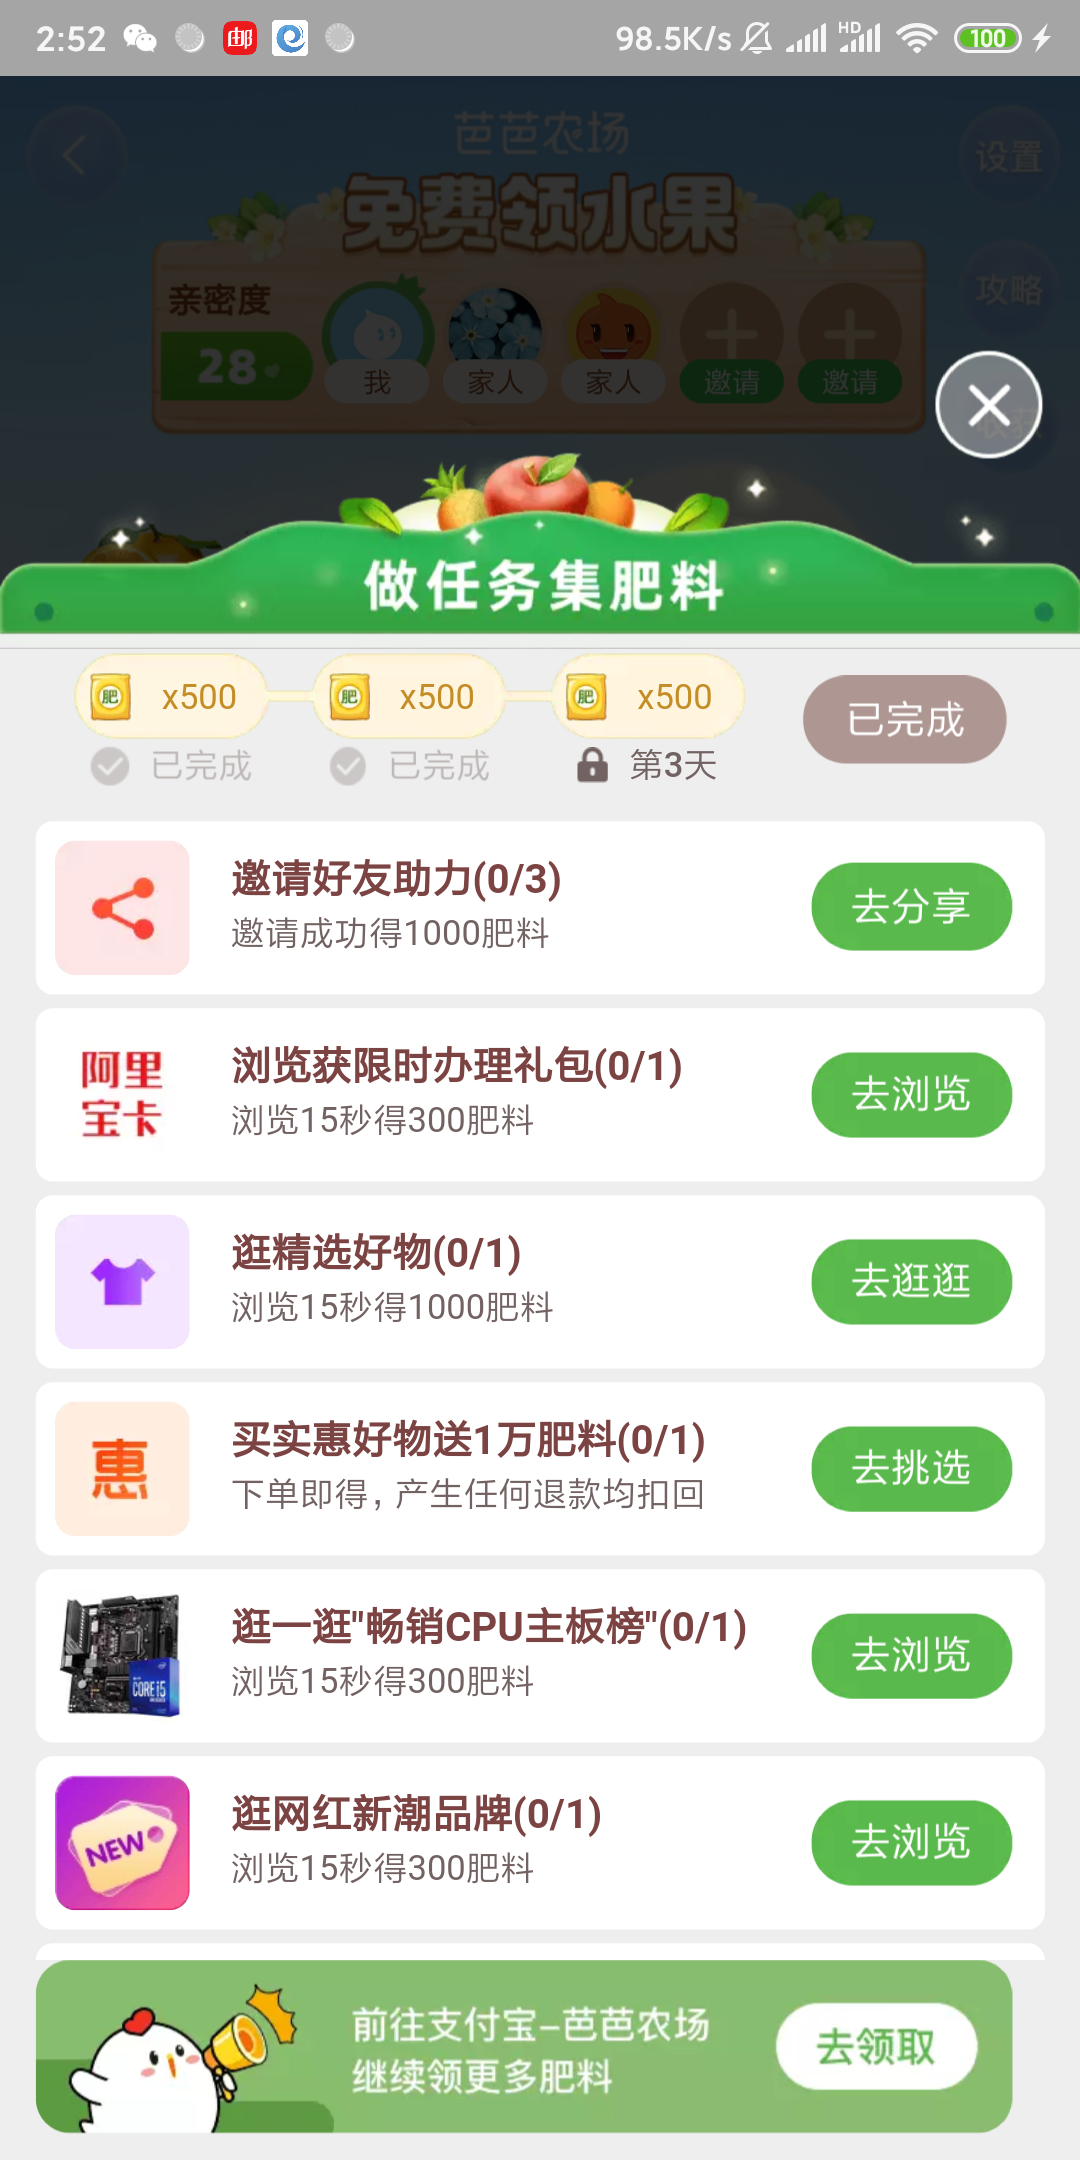 2:52
邮
98.5K/s
HD
100
芭芭农场
设置
免费领水果
攻略
亲密度
28
我
家人
家人
邀请
邀请
做任务集肥料
肥 x500
肥 x500
肥 x500
已完成
已完成
已完成
第3天
邀请好友助力(0/3)
邀请成功得1000肥料
去分享
阿里
宝卡
浏览获限时办理礼包(0/1)
浏览15秒得300肥料
去浏览
逛精选好物(0/1)
浏览15秒得1000肥料
去逛逛
惠
买实惠好物送1万肥料(0/1)
下单即得，产生任何退款均扣回
去挑选
CORE i5
逛一逛"畅销CPU主板榜"(0/1)
浏览15秒得300肥料
去浏览
NEW
逛网红新潮品牌(0/1)
浏览15秒得300肥料
去浏览
前往支付宝–芭芭农场
继续领更多肥料
去领取